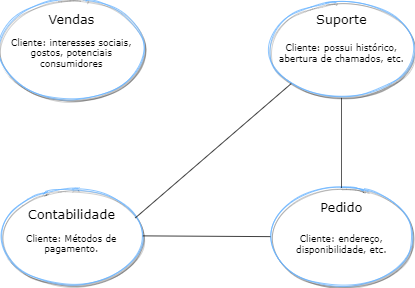 Vendas
Cliente: interesses sociais,
gostos, potenciais
consumidores
Suporte
Cliente: possui histórico,
abertura de chamados, etc.
Contabilidade
Cliente: Métodos de
pagamento.
Pedido
Cliente: endereço,
disponibilidade, etc.